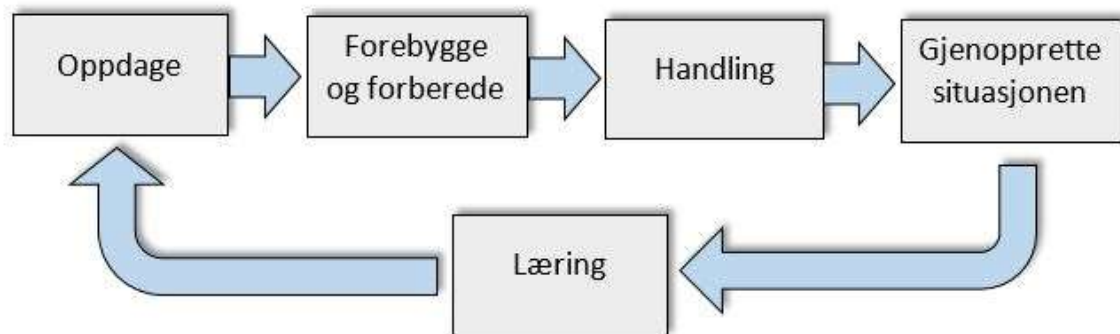 Oppdage
Forebygge
og forberede
Handling
Gjenopprette
situasjonen
Læring